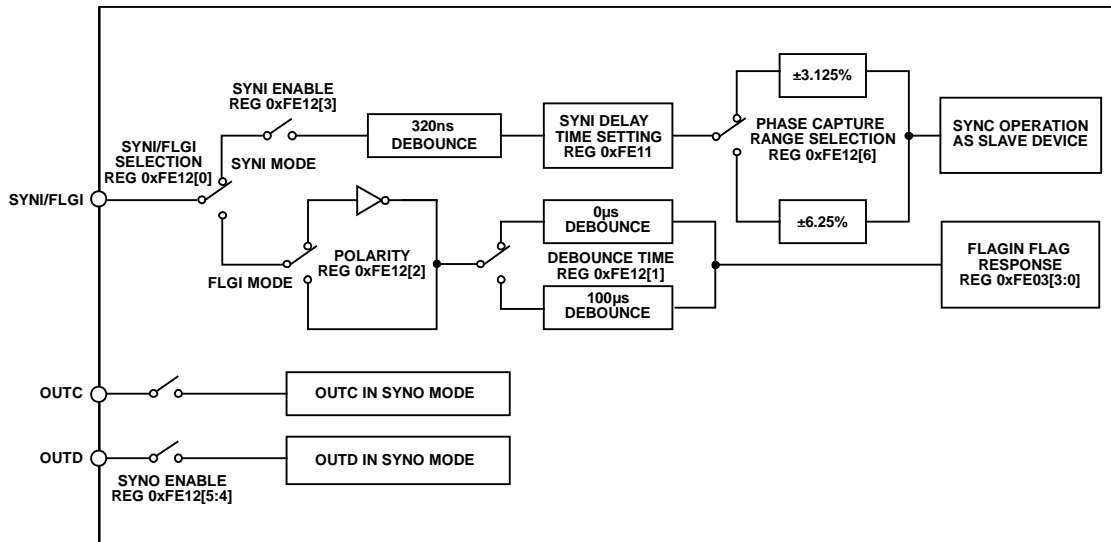 SYNI ENABLE
REG 0xFE12[3]
SYNI/FLGI
SELECTION
REG 0xFE12[0]
SYNI MODE
320ns
DEBOUNCE
SYNI DELAY
TIME SETTING
REG 0xFE11
±3.125%
PHASE CAPTURE
RANGE SELECTION
REG 0xFE12[6]
±6.25%
SYNC OPERATION
AS SLAVE DEVICE
SYNI/FLGI
FLGI MODE
POLARITY
REG 0xFE12[2]
0µs
DEBOUNCE
DEBOUNCE TIME
REG 0xFE12[1]
100µs
DEBOUNCE
FLAGIN FLAG
RESPONSE
REG 0xFE03[3:0]
OUTC
OUTC IN SYNO MODE
OUTD
OUTD IN SYNO MODE
SYNO ENABLE
REG 0xFE12[5:4]